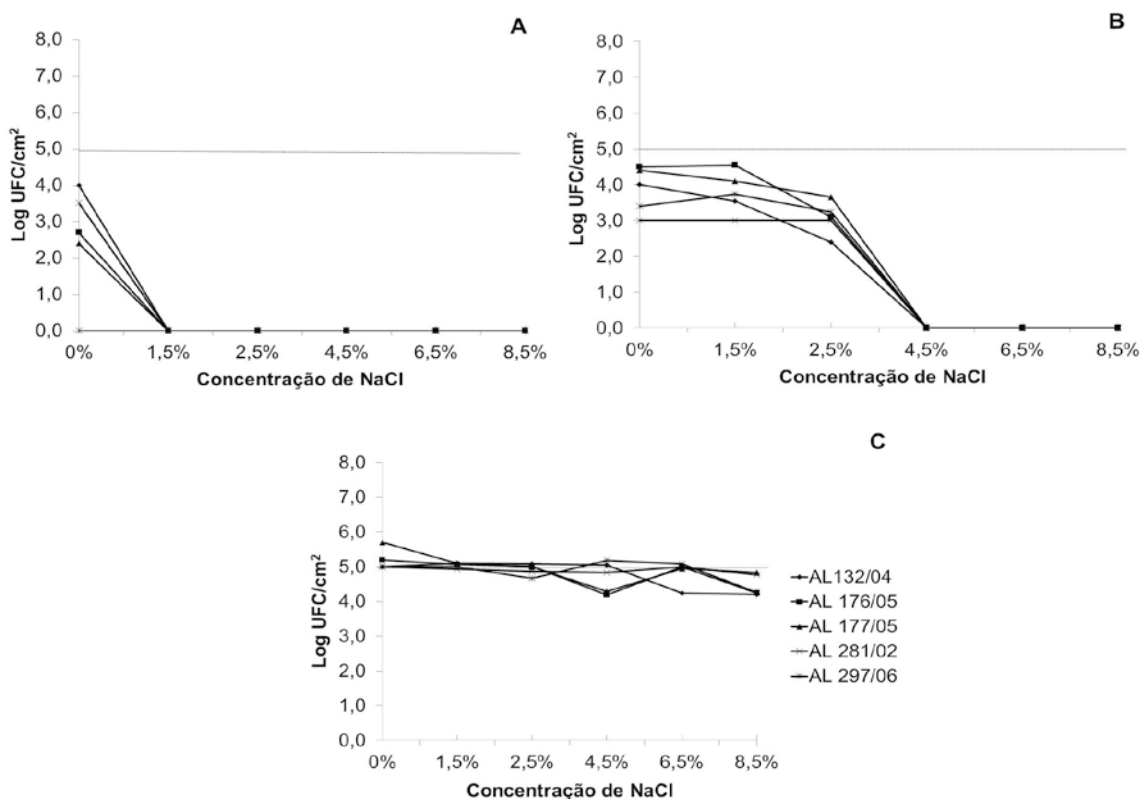 A
8,0
7,0
6,0
5,0
4,0
3,0
2,0
1,0
0,0
Log UFC/cm²
0% 1,5% 2,5% 4,5% 6,5% 8,5%
Concentração de NaCl
B
8,0
7,0
6,0
5,0
4,0
3,0
2,0
1,0
0,0
Log UFC/cm²
0% 1,5% 2,5% 4,5% 6,5% 8,5%
Concentração de NaCl
C
8,0
7,0
6,0
5,0
4,0
3,0
2,0
1,0
0,0
Log UFC/cm²
0% 1,5% 2,5% 4,5% 6,5% 8,5%
Concentração de NaCl
AL132/04
AL 176/05
AL 177/05
AL 281/02
AL 297/06